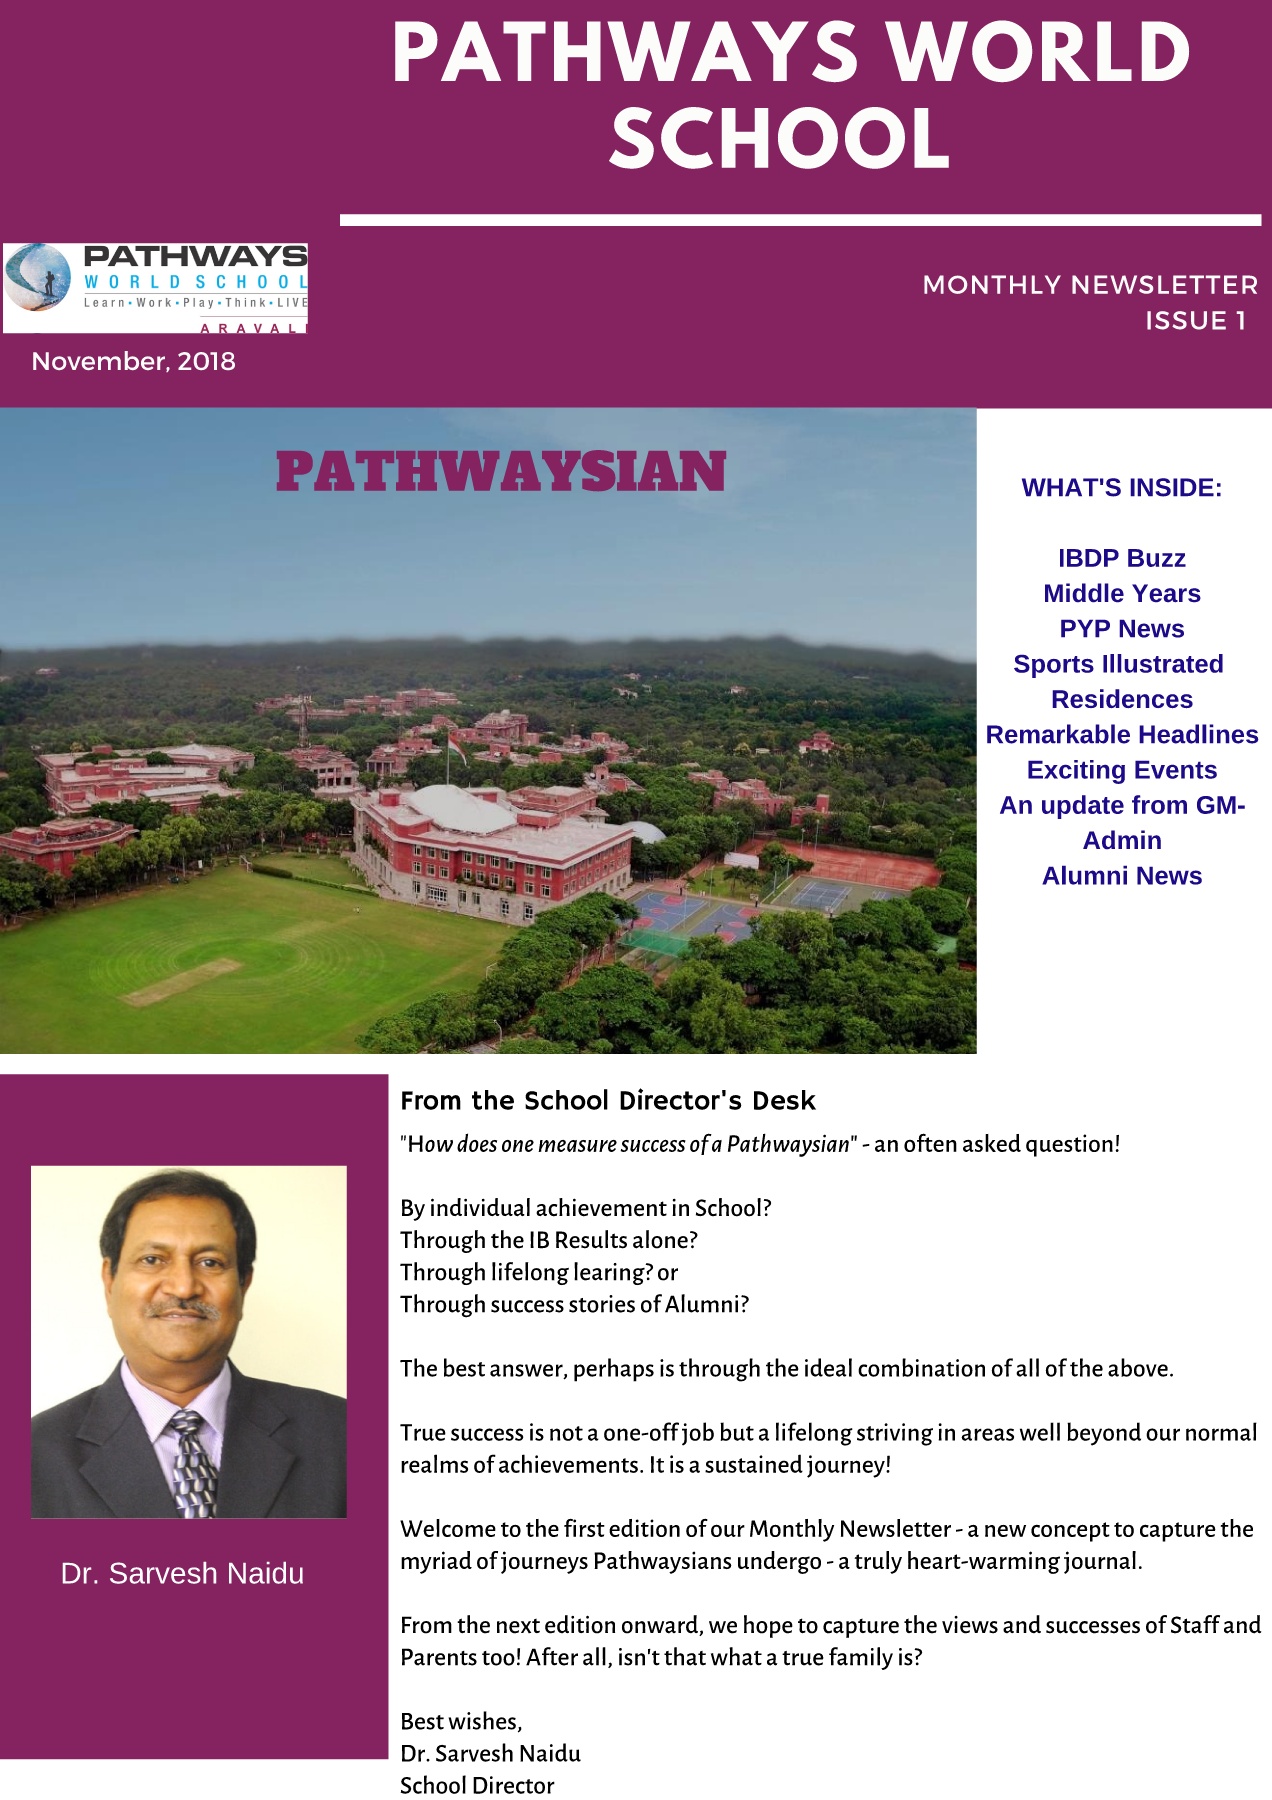 PATHWAYS WORLD
SCHOOL
PATHWAYS
WORLD SCHOOL
Learn•Work•Play•Think•LIVE
ARAVALI
November, 2018
MONTHLY NEWSLETTER
ISSUE 1
PATHWAYSIAN
WHAT'S INSIDE:
IBDP Buzz
Middle Years
PYP News
Sports Illustrated
Residences
Remarkable Headlines
Exciting Events
An update from GM-
Admin
Alumni News
Dr. Sarvesh Naidu
From the School Director's Desk
"How does one measure success of a Pathwaysian" - an often asked question!
By individual achievement in School?
Through the IB Results alone?
Through lifelong learing? or
Through success stories of Alumni?
The best answer, perhaps is through the ideal combination of all of the above.
True success is not a one-off job but a lifelong striving in areas well beyond our normal
realms of achievements. It is a sustained journey!
Welcome to the first edition of our Monthly Newsletter - a new concept to capture the
myriad of journeys Pathwaysians undergo - a truly heart-warming journal.
From the next edition onward, we hope to capture the views and successes of Staff and
Parents too! After all, isn't that what a true family is?
Best wishes,
Dr. Sarvesh Naidu
School Director